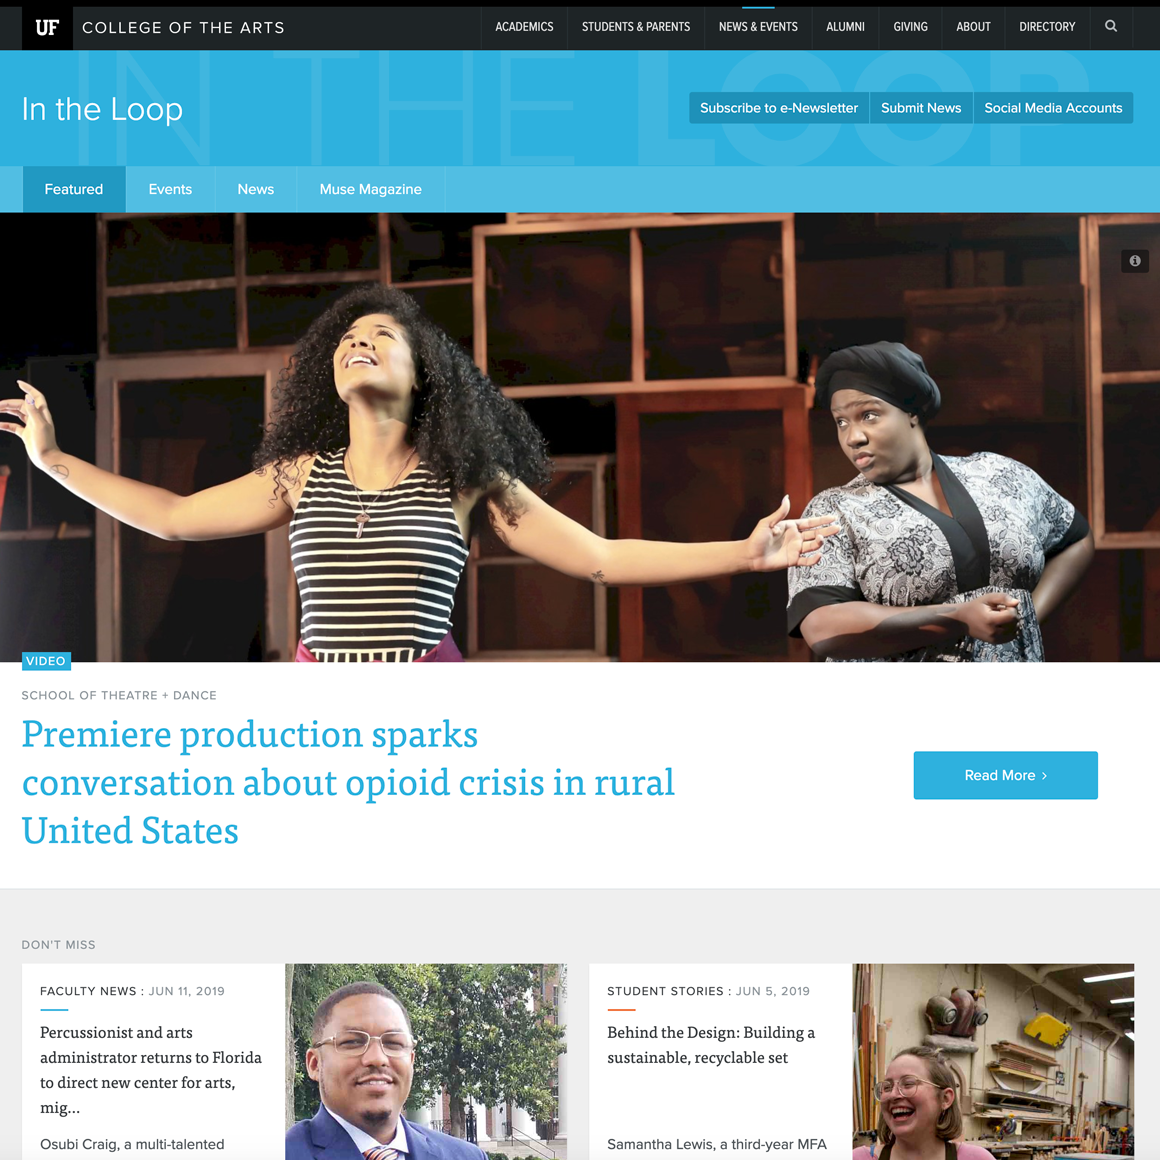 UF COLLEGE OF THE ARTS
ACADEMICS STUDENTS & PARENTS NEWS & EVENTS ALUMNI GIVING ABOUT DIRECTORY
IN THE LOOP
In the Loop
Subscribe to e-Newsletter Submit News Social Media Accounts
Featured Events News Muse Magazine
VIDEO
SCHOOL OF THEATRE + DANCE
Premiere production sparks
conversation about opioid crisis in rural
United States
Read More ›
DON'T MISS
FACULTY NEWS : JUN 11, 2019
Percussionist and arts
administrator returns to Florida
to direct new center for arts,
mig...
Osubi Craig, a multi-talented
STUDENT STORIES : JUN 5, 2019
Behind the Design: Building a
sustainable, recyclable set
Samantha Lewis, a third-year MFA